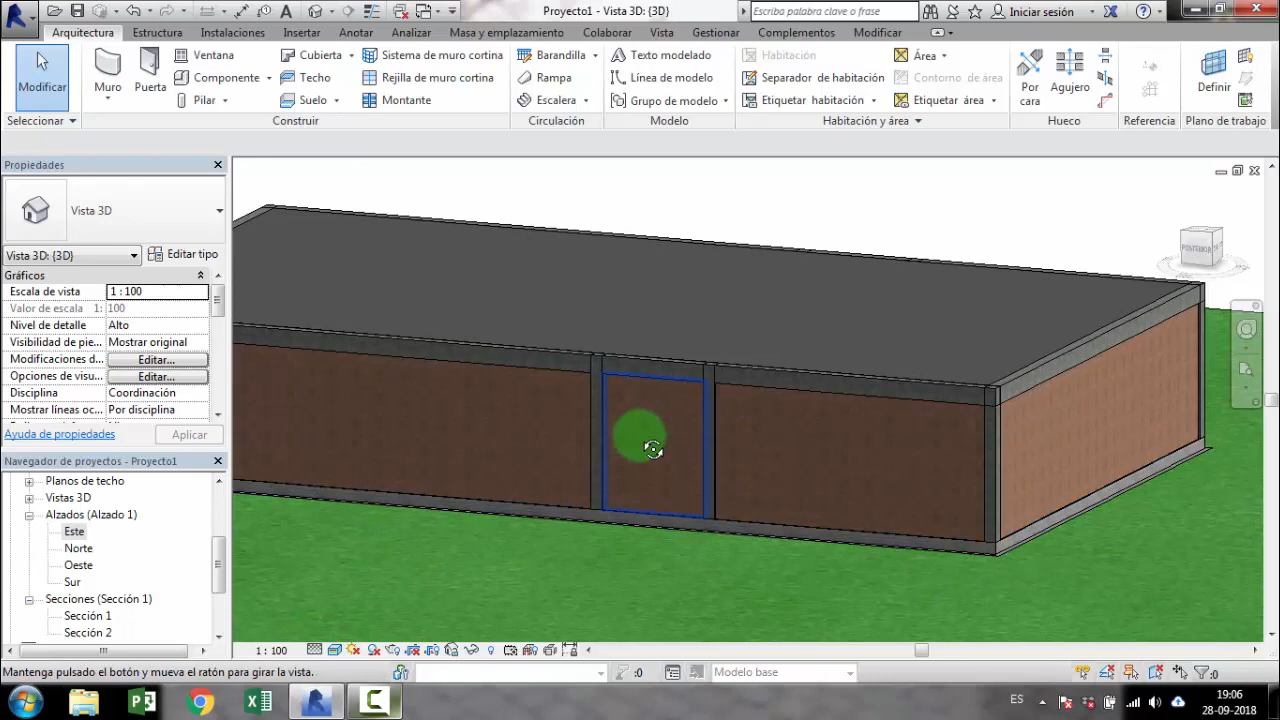 Proyecto1 - Vista 3D: {3D}
Escriba palabra clave o frase
Iniciar sesión
Arquitectura Estructura Instalaciones Insertar Anotar Analizar Masa y emplazamiento Colaborar Vista Gestionar Complementos Modificar
Modificar
Muro
Puerta
Ventana
Componente
Pilar
Cubierta
Techo
Suelo
Sistema de muro cortina
Rejilla de muro cortina
Montante
Barandilla
Rampa
Escalera
Texto modelado
Línea de modelo
Grupo de modelo
Habitación
Separador de habitación
Etiquetar habitación
Área
Contorno de área
Etiquetar área
Por cara
Agujero
Definir
Seleccionar Construir Circulación Modelo Habitación y área Hueco Referencia Plano de trabajo
Propiedades
Vista 3D
Vista 3D: {3D} Editar tipo
Gráficos
Escala de vista 1 : 100
Valor de escala 1: 100
Nivel de detalle Alto
Visibilidad de pie... Mostrar original
Modificaciones d... Editar...
Opciones de visu... Editar...
Disciplina Coordinación
Mostrar líneas oc... Por disciplina
Ayuda de propiedades Aplicar
Navegador de proyectos - Proyecto1
Planos de techo
Vistas 3D
Alzados (Alzado 1)
Este
Norte
Oeste
Sur
Secciones (Sección 1)
Sección 1
Sección 2
POSTERIOR
1 : 100
Mantenga pulsado el botón y mueva el ratón para girar la vista.
:0
Modelo base
:0
ES
19:06
28-09-2018